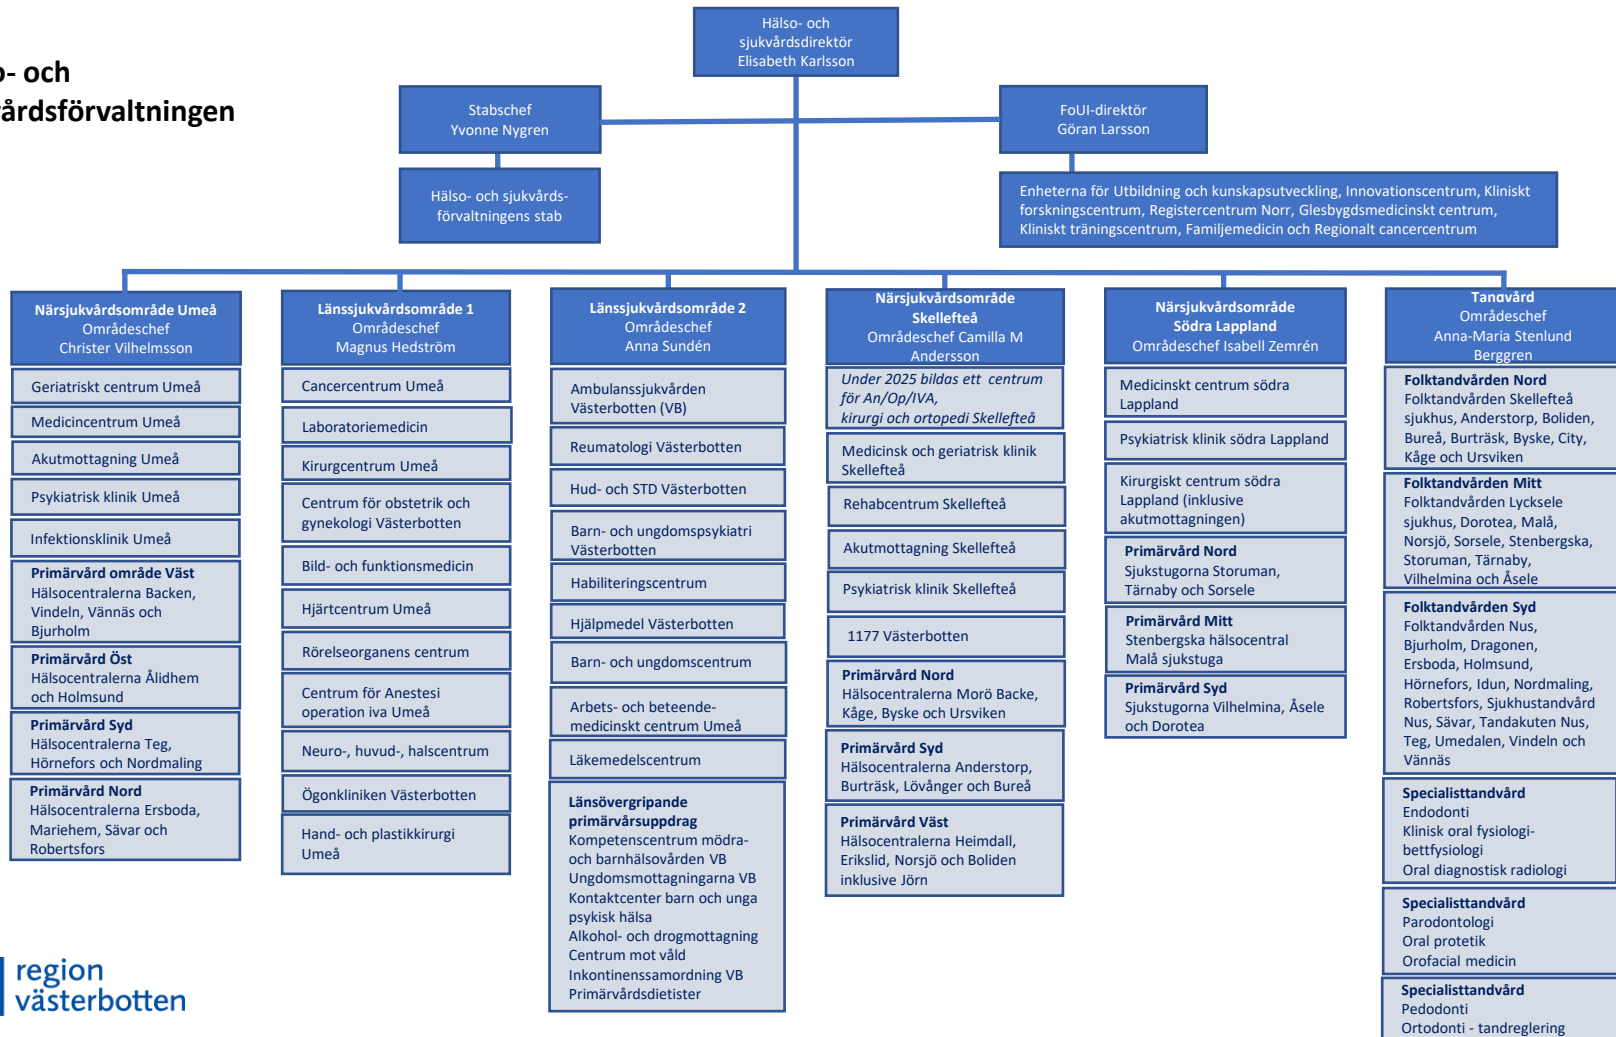 Hälso- och
sjukvårdsdirektör
Elisabeth Karlsson
o- och
årdsförvaltningen
Stabschef
Yvonne Nygren
FoUI-direktör
Göran Larsson
Hälso- och sjukvårds-
förvaltningens stab
Enheterna för Utbildning och kunskapsutveckling, Innovationscentrum, Kliniskt
forskningscentrum, Registercentrum Norr, Glesbygdsmedicinskt centrum,
Kliniskt träningscentrum, Familjemedicin och Regionalt cancercentrum
Närsjukvårdsområde Umeå
Områdeschef
Christer Vilhelmsson
Geriatriskt centrum Umeå
Medicincentrum Umeå
Akutmottagning Umeå
Psykiatrisk klinik Umeå
Infektionsklinik Umeå
Primärvård område Väst
Hälsocentralerna Backen,
Vindeln, Vännäs och
Bjurholm
Primärvård Öst
Hälsocentralerna Ålidhem
och Holmsund
Primärvård Syd
Hälsocentralerna Teg,
Hörnefors och Nordmaling
Primärvård Nord
Hälsocentralerna Ersboda,
Mariehem, Sävar och
Robertsfors
Länssjukvårdsområde 1
Områdeschef
Magnus Hedström
Cancercentrum Umeå
Laboratoriemedicin
Kirurgcentrum Umeå
Centrum för obstetrik och
gynekologi Västerbotten
Bild- och funktionsmedicin
Hjärtcentrum Umeå
Rörelseorganens centrum
Centrum för Anestesi
operation iva Umeå
Neuro-, huvud-, halscentrum
Ögonkliniken Västerbotten
Hand- och plastikkirurgi
Umeå
Länssjukvårdsområde 2
Områdeschef
Anna Sundén
Ambulanssjukvården
Västerbotten (VB)
Reumatologi Västerbotten
Hud- och STD Västerbotten
Barn- och ungdomspsykiatri
Västerbotten
Habiliteringscentrum
Hjälpmedel Västerbotten
Barn- och ungdomscentrum
Arbets- och beteende-
medicinskt centrum Umeå
Läkemedelscentrum
Länsövergripande
primärvårsuppdrag
Kompetenscentrum mödra-
och barnhälsovården VB
Ungdomsmottagningarna VB
Kontaktcenter barn och unga
psykisk hälsa
Alkohol- och drogmottagning
Centrum mot våld
Inkontinenssamordning VB
Primärvårdsdietister
Närsjukvårdsområde
Skellefteå
Områdeschef Camilla M
Andersson
Under 2025 bildas ett centrum
för An/Op/IVA,
kirurgi och ortopedi Skellefteå
Medicinsk och geriatrisk klinik
Skellefteå
Rehabcentrum Skellefteå
Akutmottagning Skellefteå
Psykiatrisk klinik Skellefteå
1177 Västerbotten
Primärvård Nord
Hälsocentralerna Morö Backe,
Kåge, Byske och Ursviken
Primärvård Syd
Hälsocentralerna Anderstorp,
Burträsk, Lövånger och Bureå
Primärvård Väst
Hälsocentralerna Heimdall,
Erikslid, Norsjö och Boliden
inklusive Jörn
Närsjukvårdsområde
Södra Lappland
Områdeschef Isabell Zemrén
Medicinskt centrum södra
Lappland
Psykiatrisk klinik södra Lappland
Kirurgiskt centrum södra
Lappland (inklusive
akutmottagningen)
Primärvård Nord
Sjukstugorna Storuman,
Tärnaby och Sorsele
Primärvård Mitt
Stenbergska hälsocentral
Malå sjukstuga
Primärvård Syd
Sjukstugorna Vilhelmina, Åsele
och Dorotea
Tandvård
Områdeschef
Anna-Maria Stenlund
Berggren
Folktandvården Nord
Folktandvården Skellefteå
sjukhus, Anderstorp, Boliden,
Bureå, Burträsk, Byske, City,
Kåge och Ursviken
Folktandvården Mitt
Folktandvården Lycksele
sjukhus, Dorotea, Malå,
Norsjö, Sorsele, Stenbergska,
Storuman, Tärnaby,
Vilhelmina och Åsele
Folktandvården Syd
Folktandvården Nus,
Bjurholm, Dragonen,
Ersboda, Holmsund,
Hörnefors, Idun, Nordmaling,
Robertsfors, Sjukhustandvård
Nus, Sävar, Tandakuten Nus,
Teg, Umedalen, Vindeln och
Vännäs
Specialisttandvård
Endodonti
Klinisk oral fysiologi-
bettfysiologi
Oral diagnostisk radiologi
Specialisttandvård
Parodontologi
Oral protetik
Orofacial medicin
Specialisttandvård
Pedodonti
Ortodonti - tandreglering
region
västerbotten